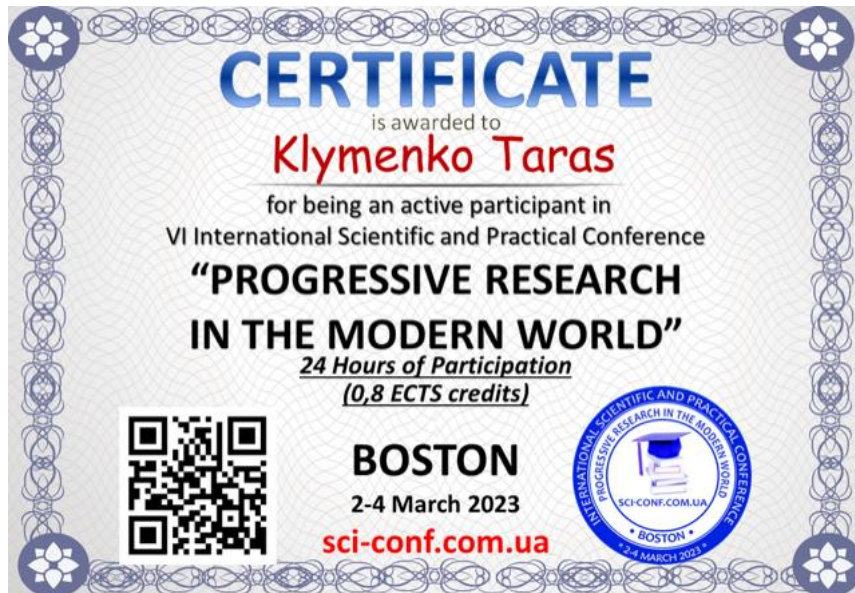 CERTIFICATE
is awarded to
Klymenko Taras
for being an active participant in
VI International Scientific and Practical Conference
“PROGRESSIVE RESEARCH
IN THE MODERN WORLD”
24 Hours of Participation
(0,8 ECTS credits)
BOSTON
2-4 March 2023
sci-conf.com.ua
INTERNATIONAL SCIENTIFIC AND PRACTICAL CONFERENCE
PROGRESSIVE RESEARCH IN THE MODERN WORLD
SCI-CONF.COM.UA
• BOSTON •
* 2-4 MARCH 2023 *